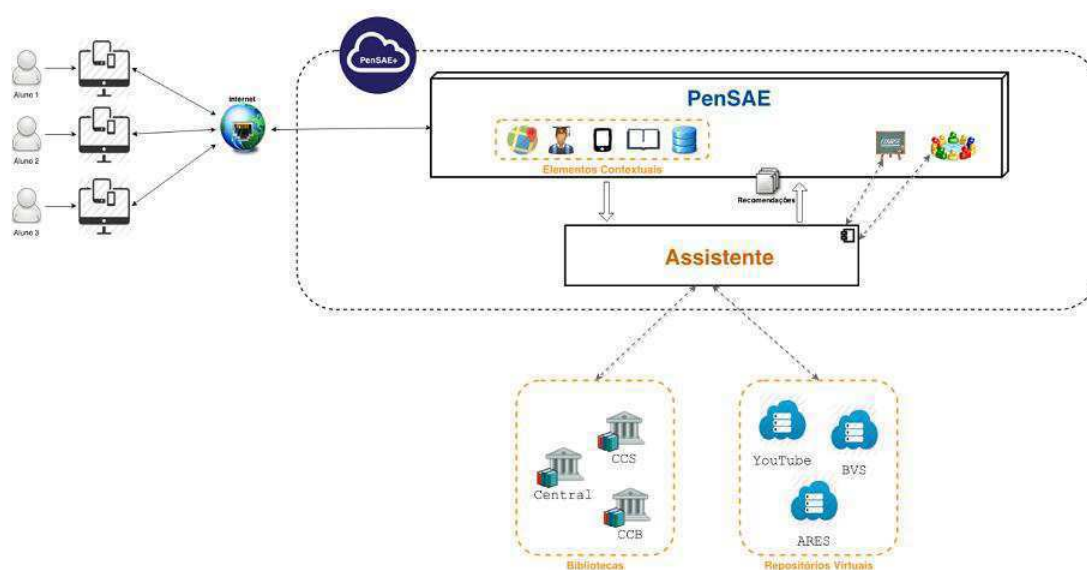 PenSAE+
Aluno 1
Aluno 2
Aluno 3
Internet
PenSAE
Elementos Contextuais
COURSE
Recomendações
Assistente
CCS
Central
CCB
Bibliotecas
YouTube
BVS
ARES
Repositórios Virtuais